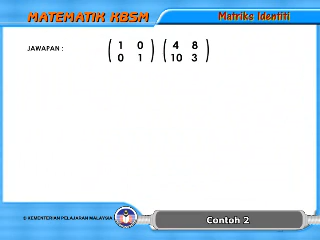 MATEMATIK KBSM
Matriks Identiti
JAWAPAN :
( 1 0 ) ( 4 8 )
( 0 1 ) ( 10 3 )
© KEMENTERIAN PELAJARAN MALAYSIA
Contoh 2